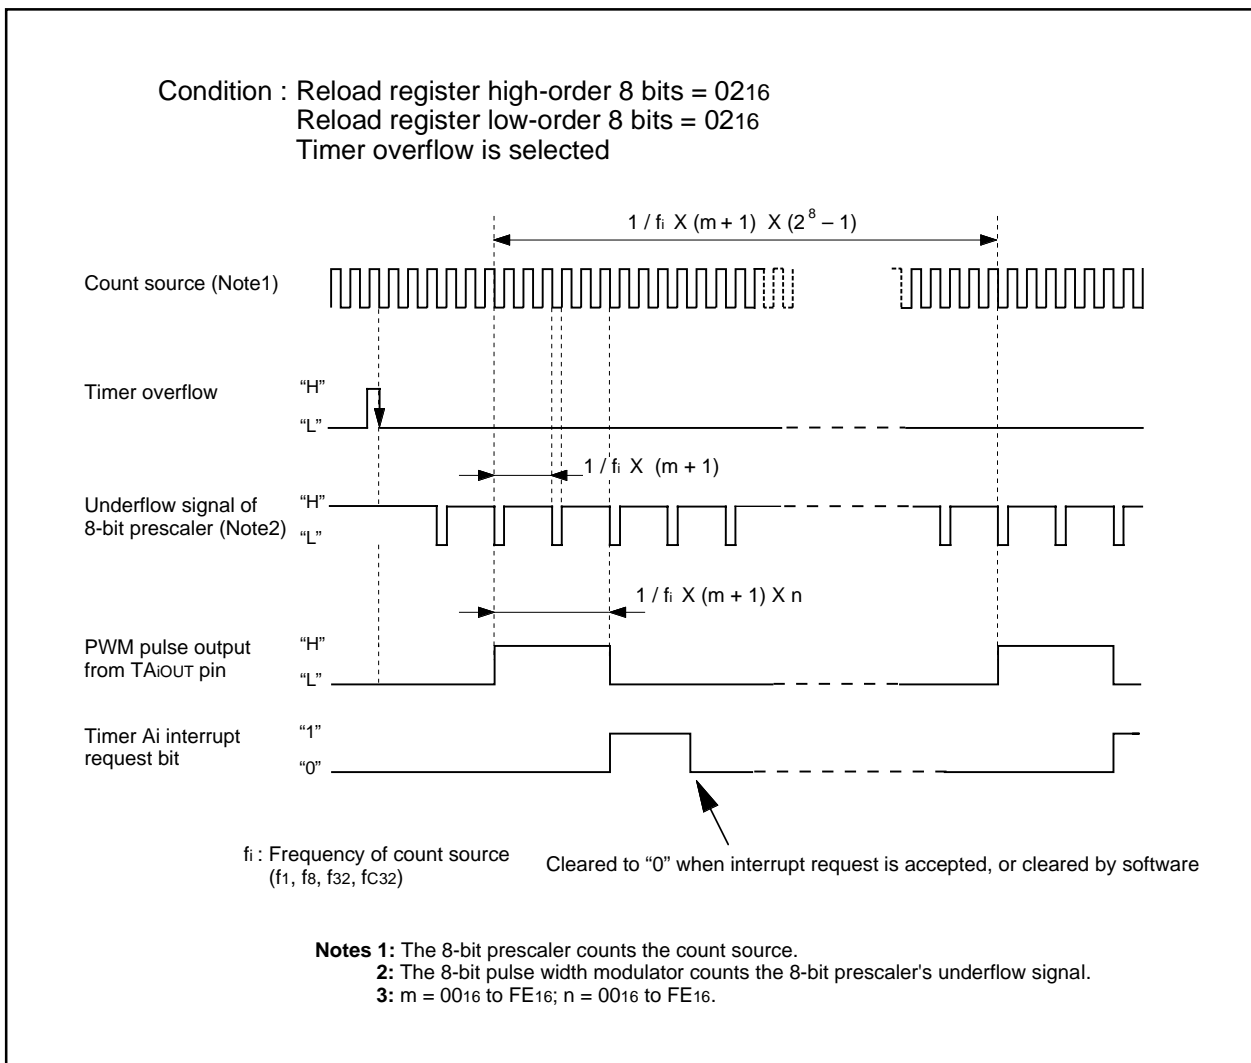 Condition : Reload register high-order 8 bits = 0216
Reload register low-order 8 bits = 0216
Timer overflow is selected
1 / fi X (m + 1) X (2^8 – 1)
Count source (Note1)
Timer overflow
“H”
“L”
1 / fi X (m + 1)
Underflow signal of
8-bit prescaler (Note2)
“H”
“L”
1 / fi X (m + 1) X n
PWM pulse output
from TAiOUT pin
“H”
“L”
Timer Ai interrupt
request bit
“1”
“0”
fi : Frequency of count source
(f1, f8, f32, fC32)
Cleared to “0” when interrupt request is accepted, or cleared by software
Notes 1: The 8-bit prescaler counts the count source.
2: The 8-bit pulse width modulator counts the 8-bit prescaler's underflow signal.
3: m = 0016 to FE16; n = 0016 to FE16.